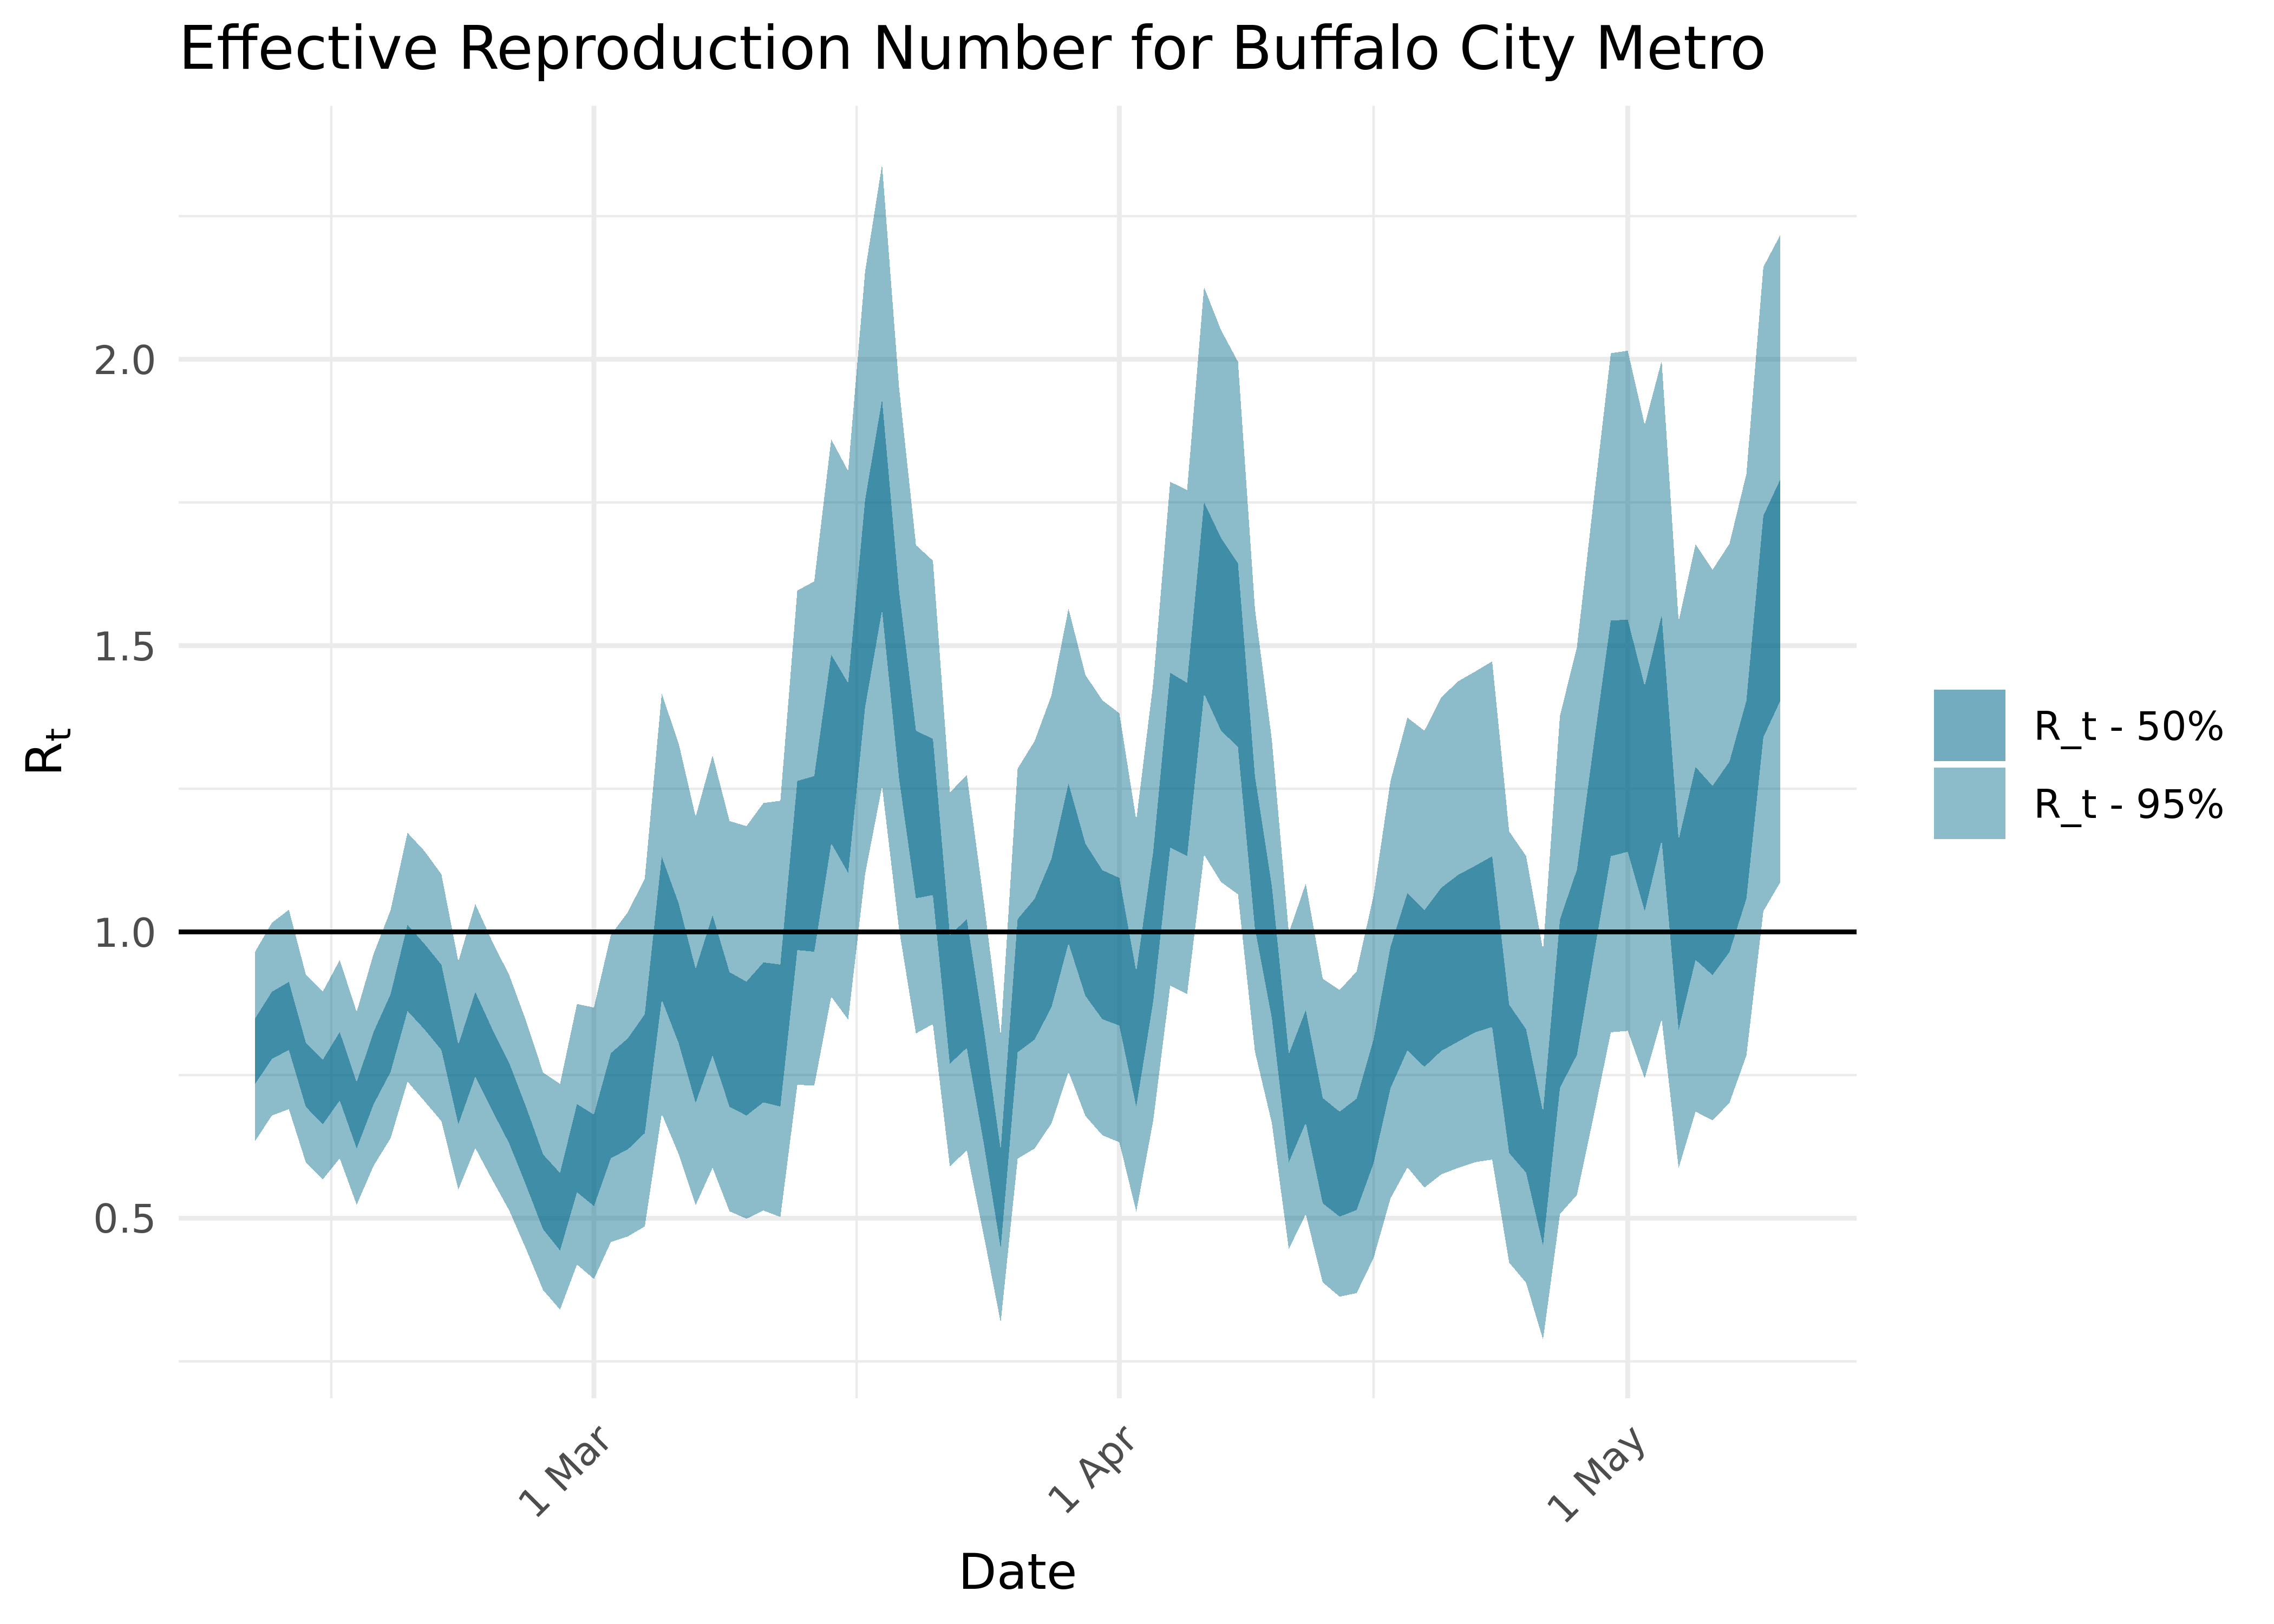 Effective Reproduction Number for Buffalo City Metro
R_t
2.0
1.5
1.0
0.5
1 Mar
1 Apr
1 May
Date
R_t - 50%
R_t - 95%